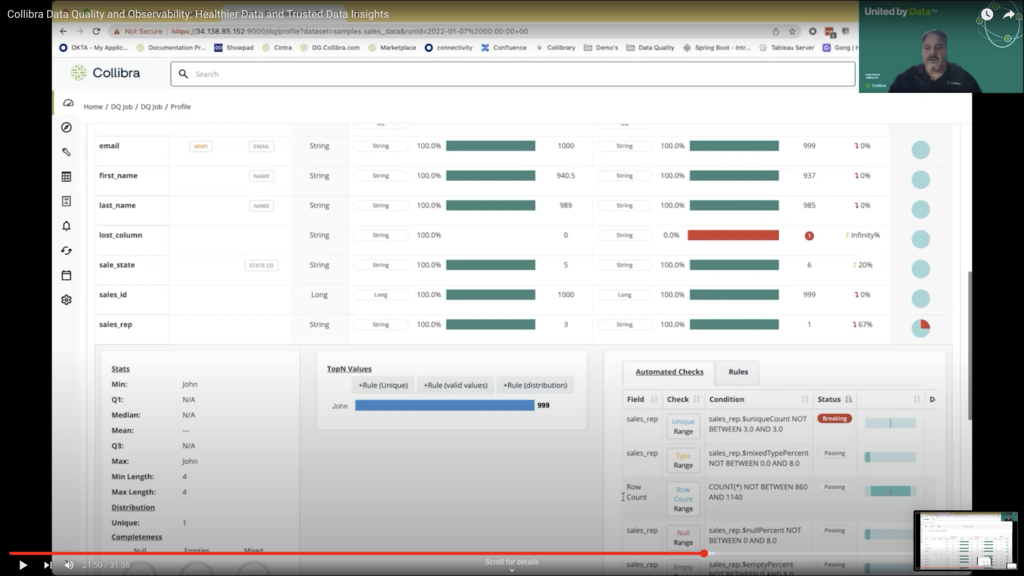 Collibra Data Quality and Observability: Healthier Data and Trusted Data Insights
United by Data
Not Secure https://34.138.85.152:9000/dq/profile?dataset=samples.sales_data&runId=2022-01-07%2000:00:00+00
OKTA - My Applic... Documentation Pr... Showpad Cintra DG.Collibra.com Marketplace connectivity Confluence Collibrary Demo's Data Quality Spring Boot - Intr... Tableau Server Gong | H
Collibra
Search
Collibra
Home / DQ Job / DQ Job / Profile
email MNPI EMAIL String String 100.0% 1000 String 100.0% 999 0%
first_name NAME String String 100.0% 940.5 String 100.0% 937 0%
last_name NAME String String 100.0% 989 String 100.0% 985 0%
lost_column String String 100.0% 0 String 0.0% 1 Infinity%
sale_state STATE CD String String 100.0% 5 String 100.0% 6 20%
sales_id Long Long 100.0% 1000 Long 100.0% 999 0%
sales_rep String String 100.0% 3 String 100.0% 1 67%
Stats
Min: John
Q1: N/A
Median: N/A
Mean: ---
Q3: N/A
Max: John
Min Length: 4
Max Length: 4
Distribution
Unique: 1
Completeness
Null Empties Mixed
TopN Values
+Rule (Unique) +Rule (valid values) +Rule (distribution)
John 999
Automated Checks Rules
Field Check Condition Status D
sales_rep Unique Range sales_rep.$uniqueCount NOT BETWEEN 3.0 AND 3.0 Breaking
sales_rep Type Range sales_rep.$mixedTypePercent NOT BETWEEN 0.0 AND 8.0 Passing
Row Count Row Count Range COUNT(*) NOT BETWEEN 860 AND 1140 Passing
sales_rep Null Range sales_rep.$nullPercent NOT BETWEEN 0 AND 8.0 Passing
sales_rep Empty sales_rep.$emptyPercent Passing
21:50 / 31:36
Scroll for details